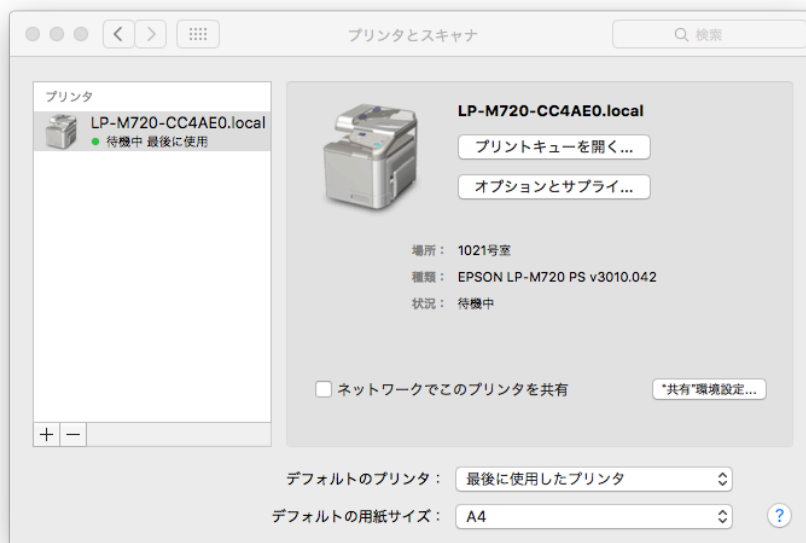 プリンタとスキャナ
検索
プリンタ
LP-M720-CC4AE0.local
待機中 最後に使用
LP-M720-CC4AE0.local
プリントキューを開く...
オプションとサプライ...
場所： 1021号室
種類： EPSON LP-M720 PS v3010.042
状況： 待機中
ネットワークでこのプリンタを共有
"共有"環境設定...
デフォルトのプリンタ： 最後に使用したプリンタ
デフォルトの用紙サイズ： A4
?